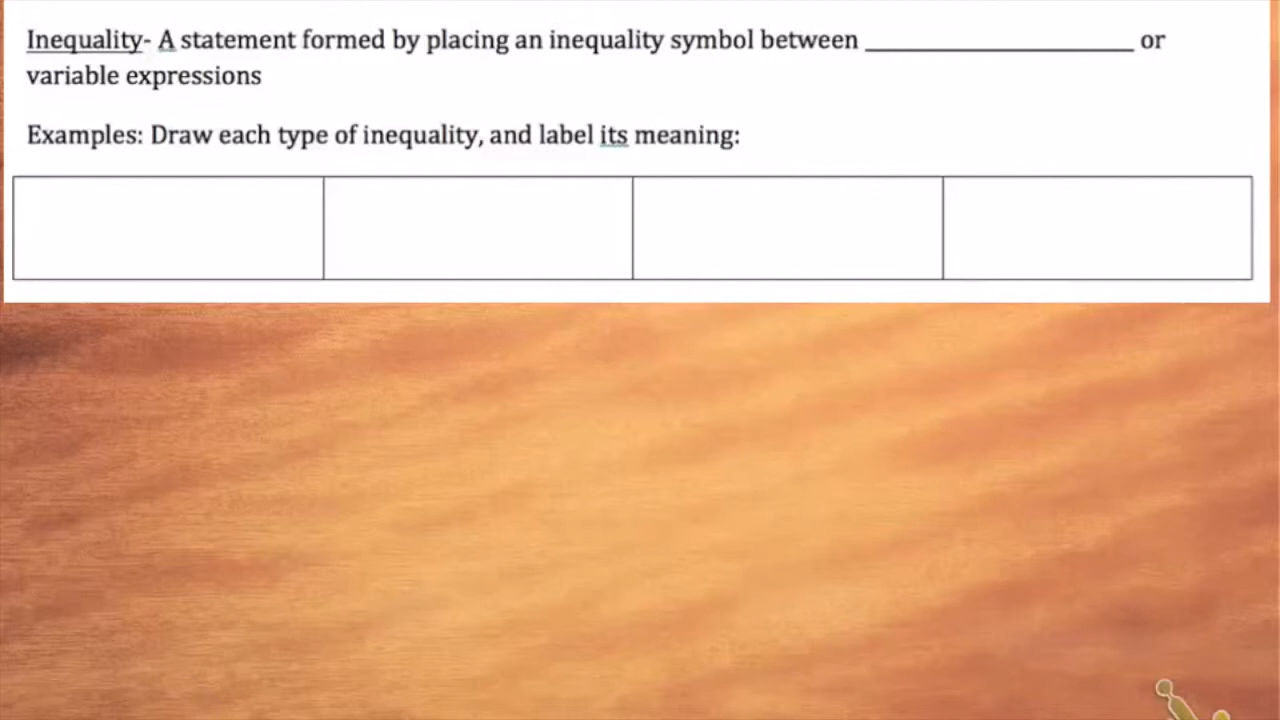 Inequality- A statement formed by placing an inequality symbol between ____________________ or
variable expressions
Examples: Draw each type of inequality, and label its meaning: